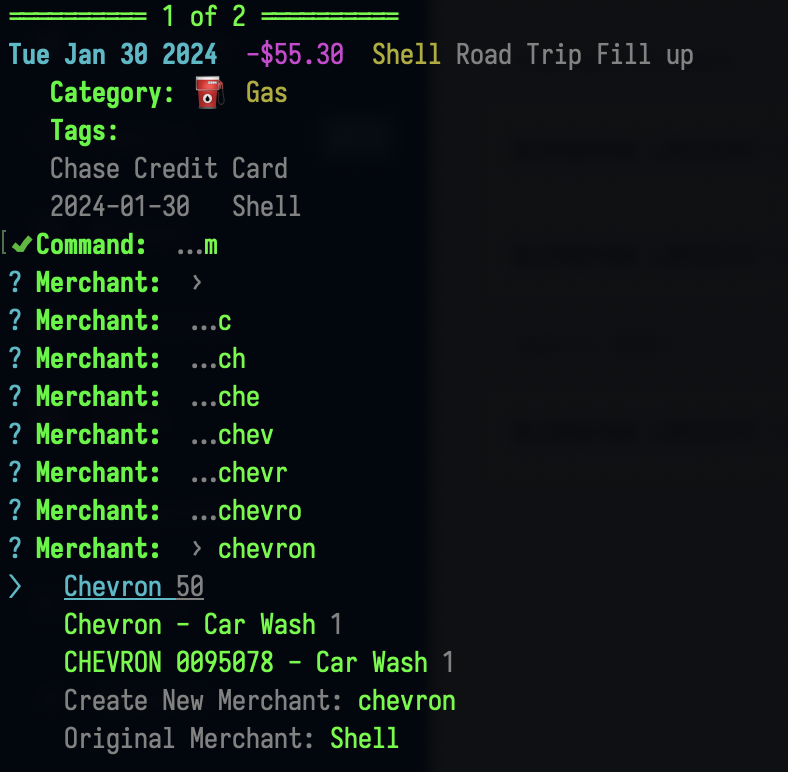 =========== 1 of 2 ===========
Tue Jan 30 2024 -$55.30 Shell Road Trip Fill up
Category: ⛽ Gas
Tags:
Chase Credit Card
2024-01-30 Shell
[✔Command: …m
? Merchant: ›
? Merchant: …c
? Merchant: …ch
? Merchant: …che
? Merchant: …chev
? Merchant: …chevr
? Merchant: …chevro
? Merchant: › chevron
❯ Chevron 50
Chevron - Car Wash 1
CHEVRON 0095078 - Car Wash 1
Create New Merchant: chevron
Original Merchant: Shell